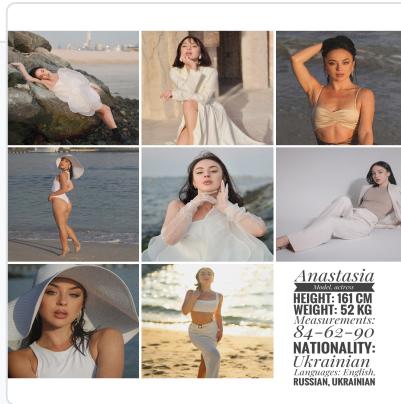 Anastasia
Model, actress
HEIGHT: 161 CM
WEIGHT: 52 KG
Measurements:
84-62-90
NATIONALITY:
Ukrainian
Languages: English,
RUSSIAN, UKRAINIAN